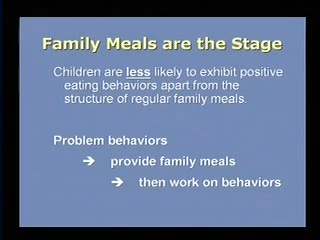 Family Meals are the Stage
Children are less likely to exhibit positive
eating behaviors apart from the
structure of regular family meals.
Problem behaviors
➔ provide family meals
➔ then work on behaviors